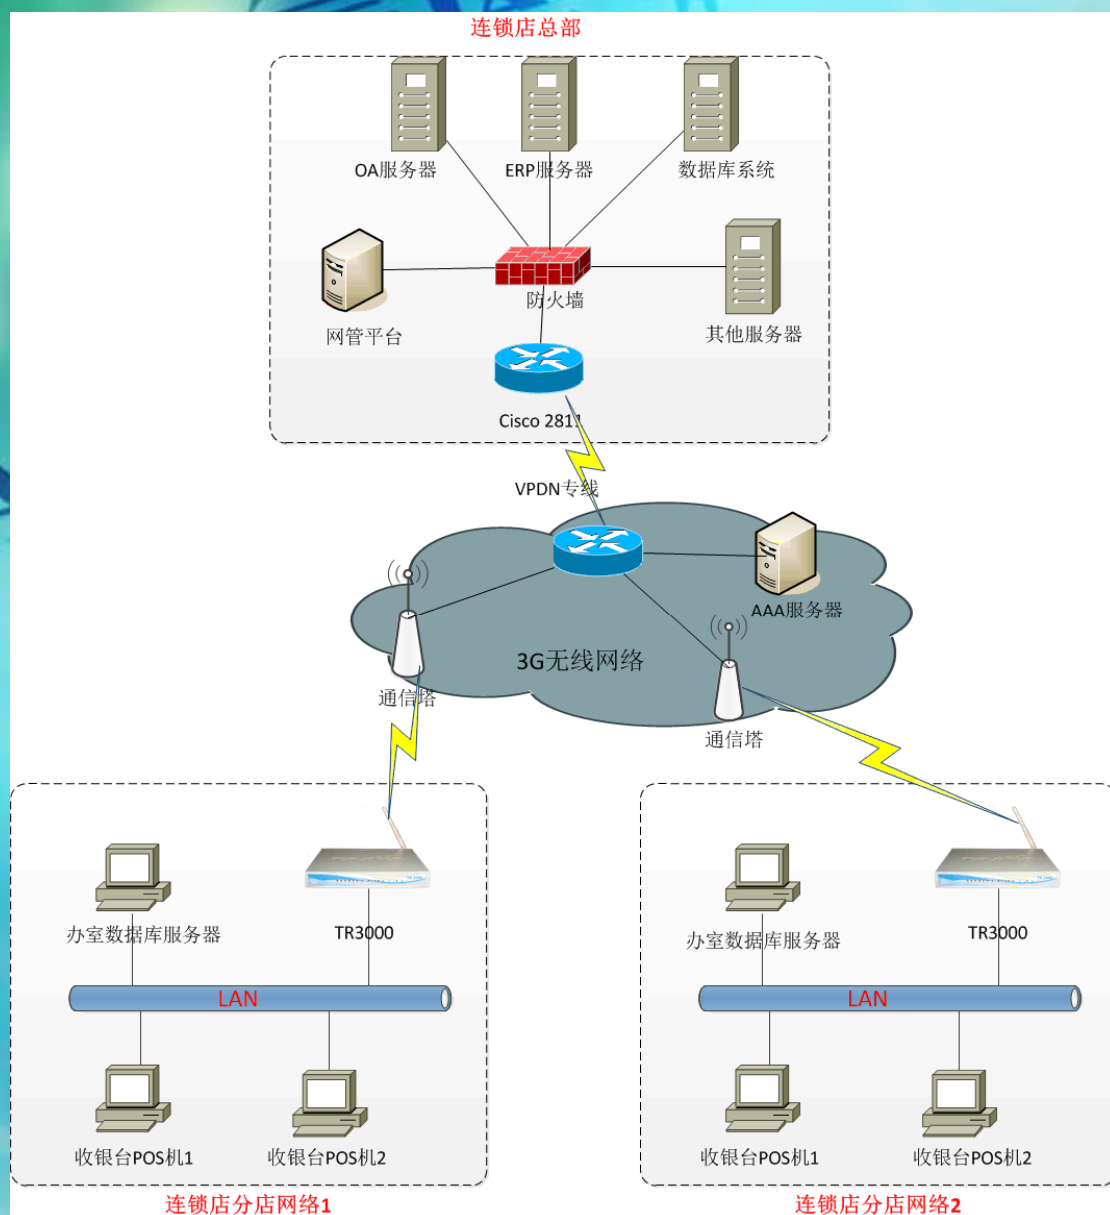 连锁店总部
OA服务器
ERP服务器
数据库系统
防火墙
网管平台
其他服务器
Cisco 2811
VPDN专线
AAA服务器
3G无线网络
通信塔
通信塔
办室数据库服务器
TR3000
LAN
收银台POS机1
收银台POS机2
连锁店分店网络1
办室数据库服务器
TR3000
LAN
收银台POS机1
收银台POS机2
连锁店分店网络2